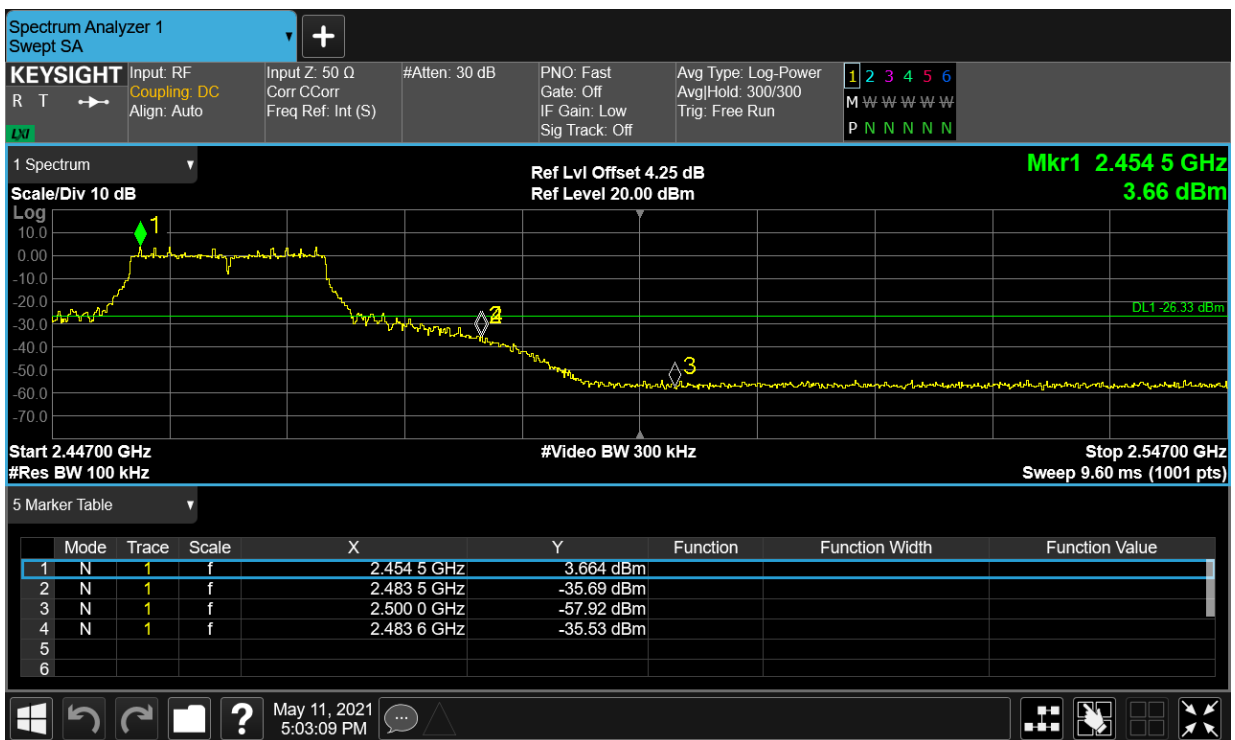 Spectrum Analyzer 1
Swept SA
+
KEYSIGHT
R T
LXI
Input: RF
Coupling: DC
Align: Auto
Input Z: 50 Ω
Corr CCorr
Freq Ref: Int (S)
#Atten: 30 dB
PNO: Fast
Gate: Off
IF Gain: Low
Sig Track: Off
Avg Type: Log-Power
Avg|Hold: 300/300
Trig: Free Run
1 2 3 4 5 6
M W W W W W
P N N N N N
1 Spectrum
Scale/Div 10 dB
Ref Lvl Offset 4.25 dB
Ref Level 20.00 dBm
Mkr1 2.454 5 GHz
3.66 dBm
Log
10.0
0.00
-10.0
-20.0
-30.0
-40.0
-50.0
-60.0
-70.0
1
3
DL1 -26.33 dBm
Start 2.44700 GHz
#Res BW 100 kHz
#Video BW 300 kHz
Stop 2.54700 GHz
Sweep 9.60 ms (1001 pts)
5 Marker Table
Mode Trace Scale X Y Function Function Width Function Value
1 N 1 f 2.454 5 GHz 3.664 dBm
2 N 1 f 2.483 5 GHz -35.69 dBm
3 N 1 f 2.500 0 GHz -57.92 dBm
4 N 1 f 2.483 6 GHz -35.53 dBm
5
6
?
May 11, 2021
5:03:09 PM